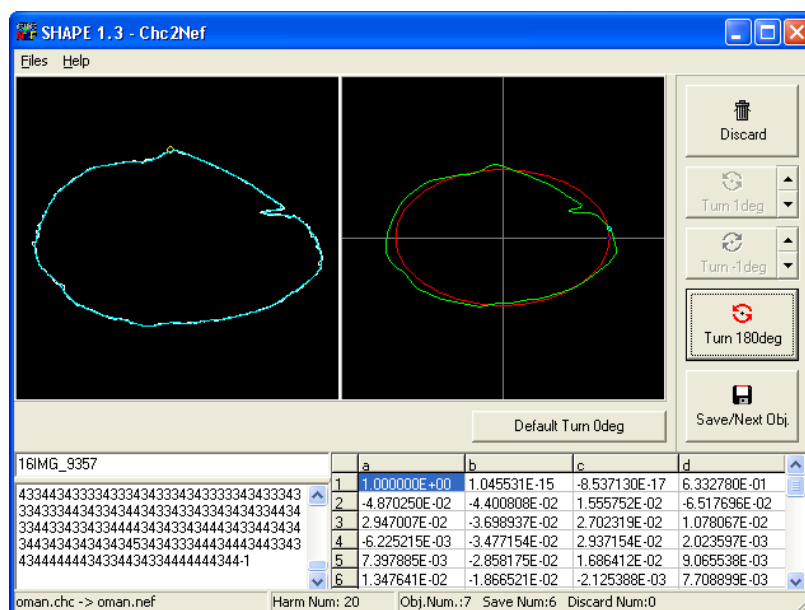 SHAPE 1.3 - Chc2Nef
Files Help
Discard
Turn 1deg
Turn -1deg
Turn 180deg
Default Turn 0deg
Save/Next Obj.
16IMG_9357
a b c d
1 1.000000E+00 1.045531E-15 -8.537130E-17 6.332780E-01
2 -4.870250E-02 -4.400808E-02 1.555752E-02 -6.517696E-02
3 2.947007E-02 -3.698937E-02 2.702319E-02 1.078067E-02
4 -6.225215E-03 -3.477154E-02 2.937154E-02 2.023597E-03
5 7.397885E-03 -2.858175E-02 1.686412E-02 9.065538E-03
6 1.347641E-02 -1.866521E-02 -2.125388E-03 7.708899E-03
433443433334333434333434333343433343
334333443433434433433433434343334434
334433433334444343433434443433443434
344343434343434534343334443443443343
434444444343344343344444444344-1
oman.chc -> oman.nef Harm Num: 20 Obj.Num.:7 Save Num:6 Discard Num:0